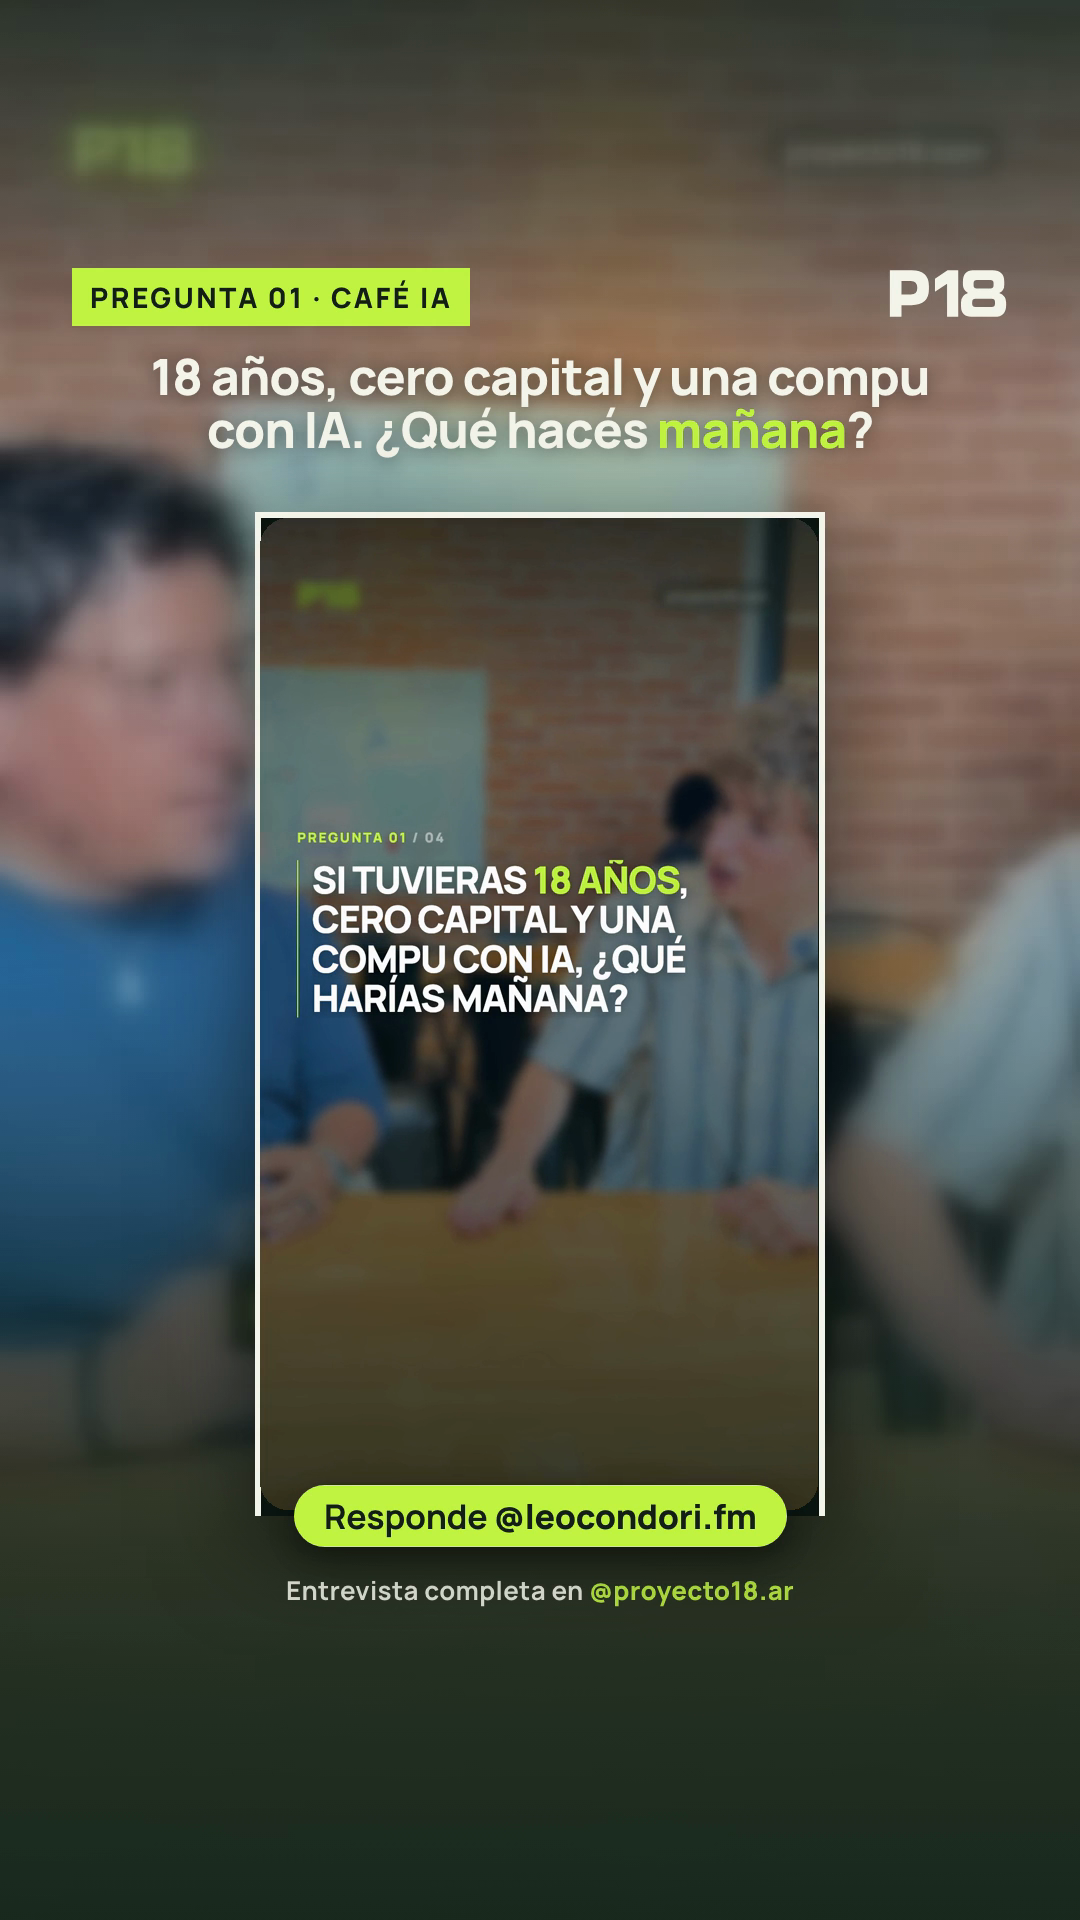 P18
PREGUNTA 01 · CAFÉ IA
P18
18 años, cero capital y una compu
con IA. ¿Qué hacés mañana?
P18
PREGUNTA 01 / 04
SI TUVIERAS 18 AÑOS,
CERO CAPITAL Y UNA
COMPU CON IA, ¿QUÉ
HARÍAS MAÑANA?
Responde @leocondori.fm
Entrevista completa en @proyecto18.ar